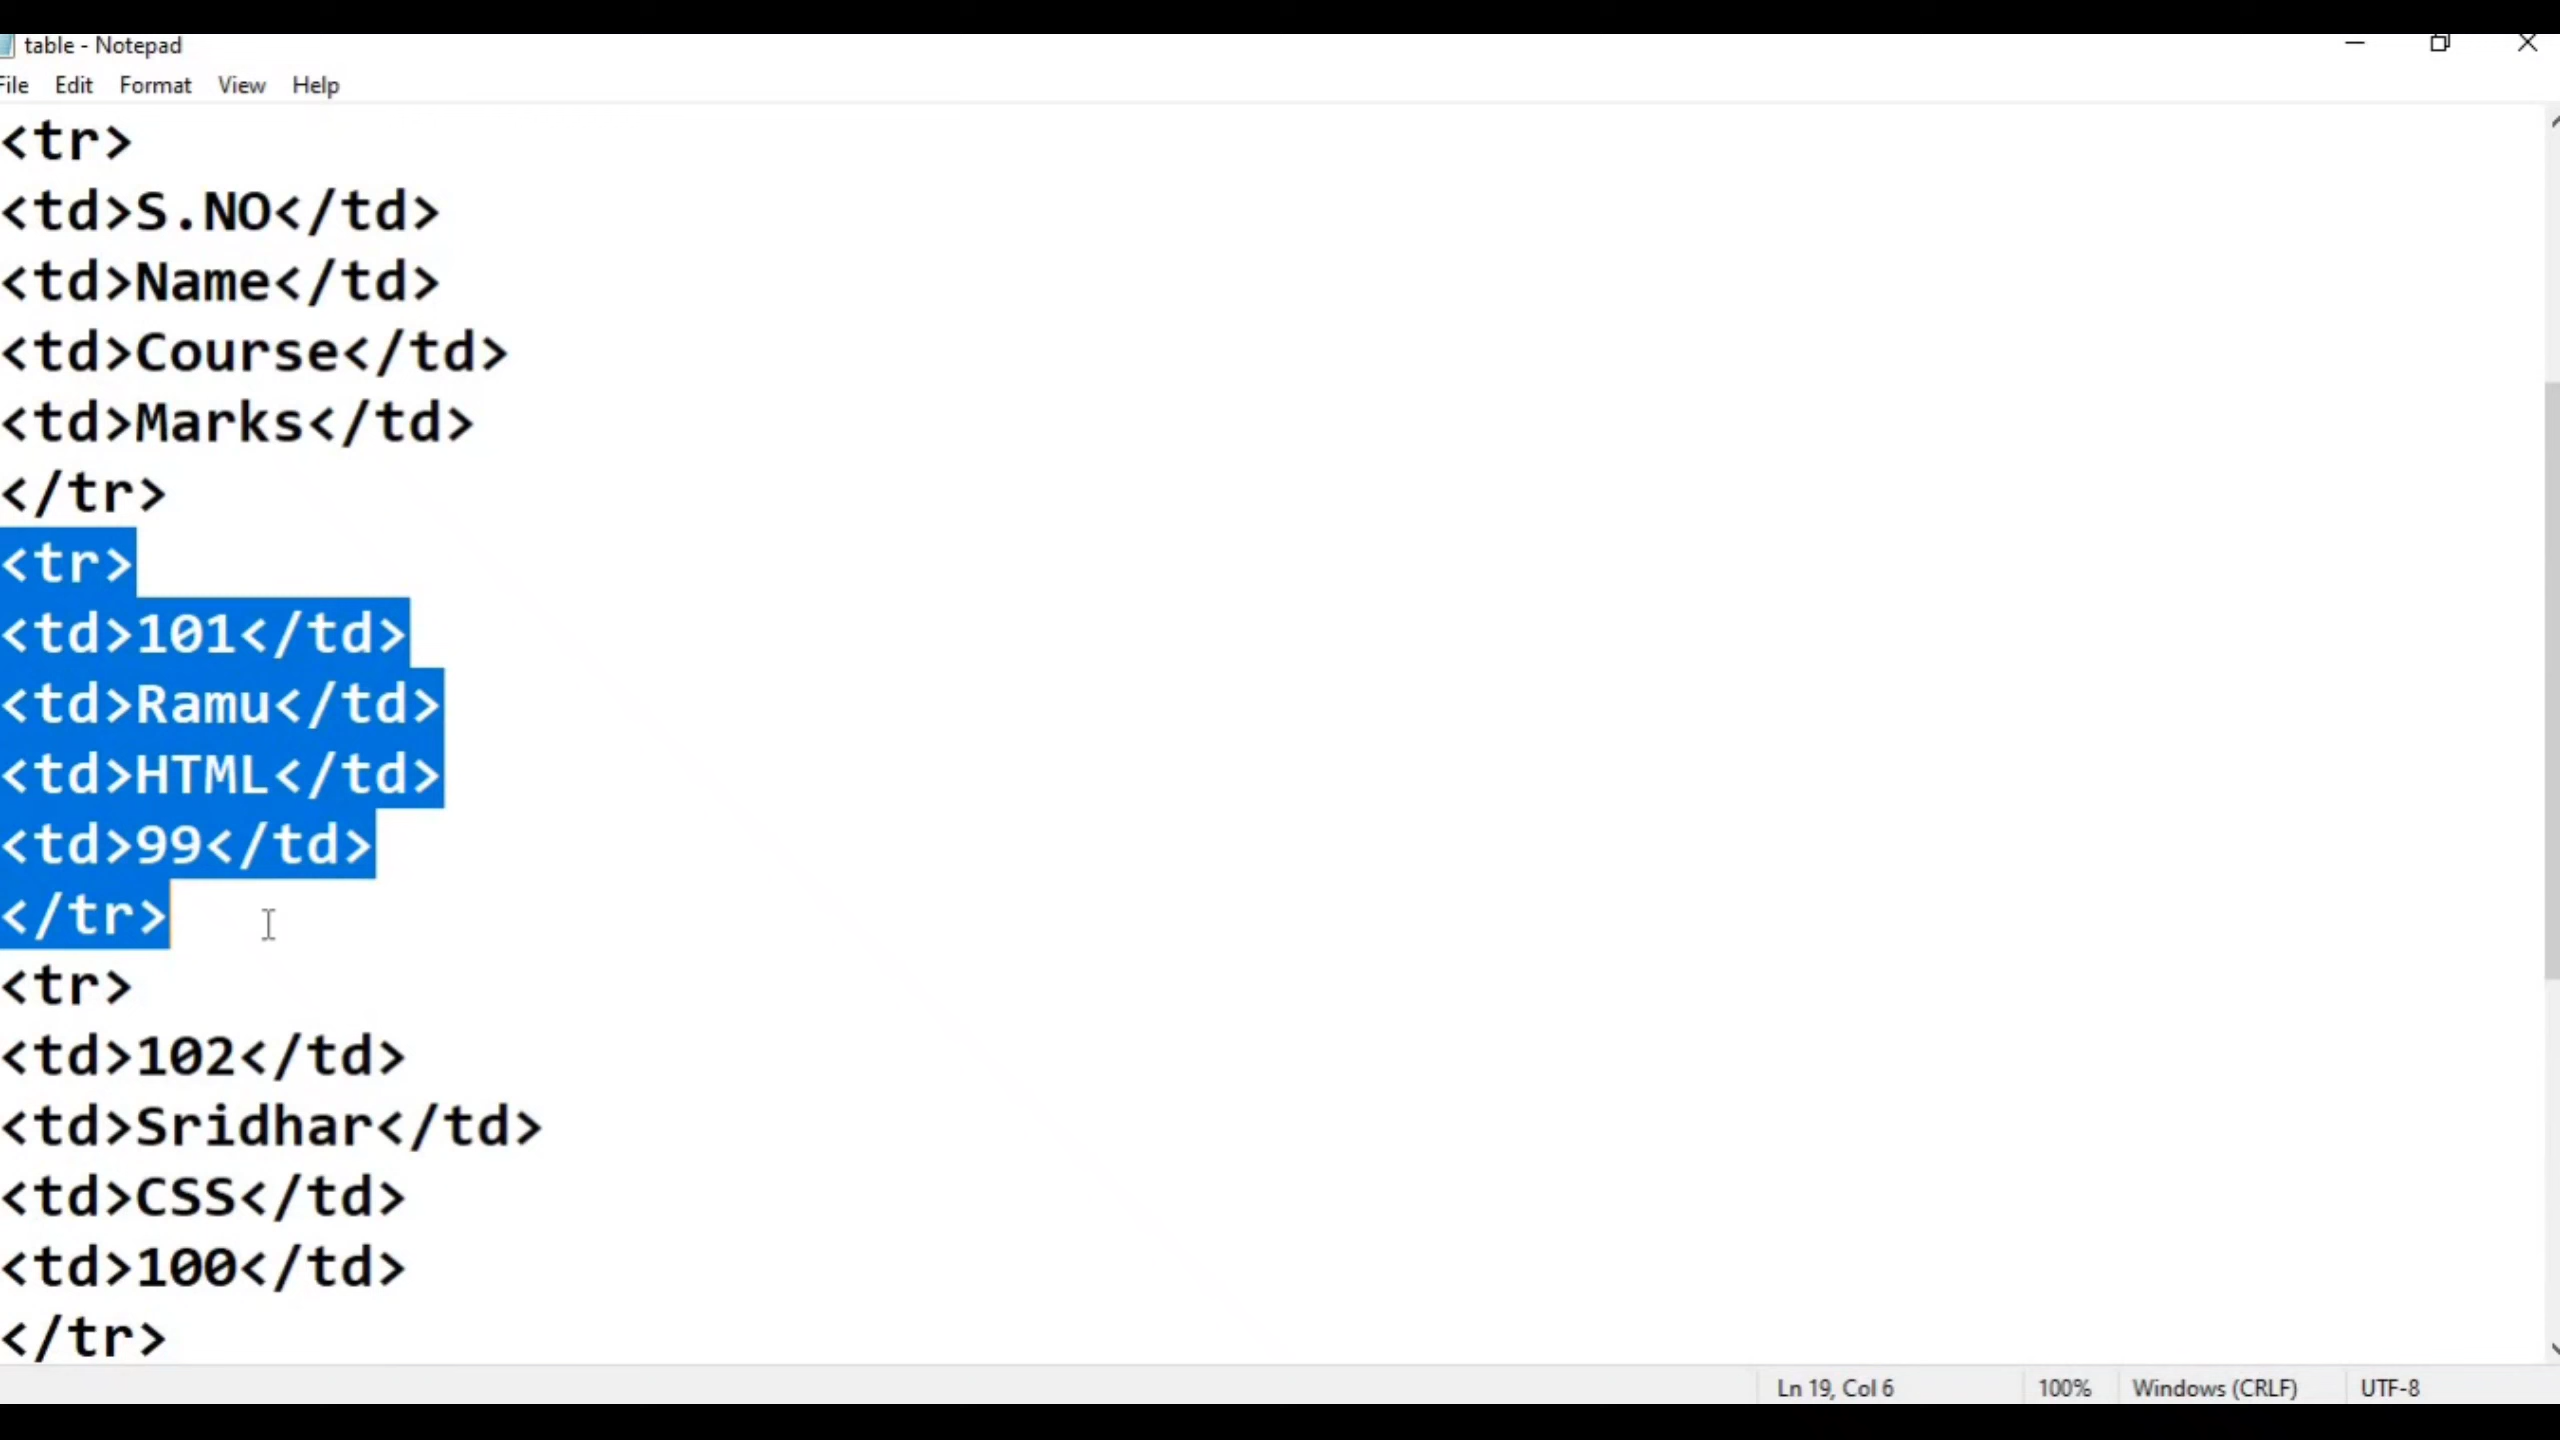 table - Notepad
File Edit Format View Help
<tr>
<td>S.NO</td>
<td>Name</td>
<td>Course</td>
<td>Marks</td>
</tr>
<tr>
<td>101</td>
<td>Ramu</td>
<td>HTML</td>
<td>99</td>
</tr>
<tr>
<td>102</td>
<td>Sridhar</td>
<td>CSS</td>
<td>100</td>
</tr>
Ln 19, Col 6 100% Windows (CRLF) UTF-8